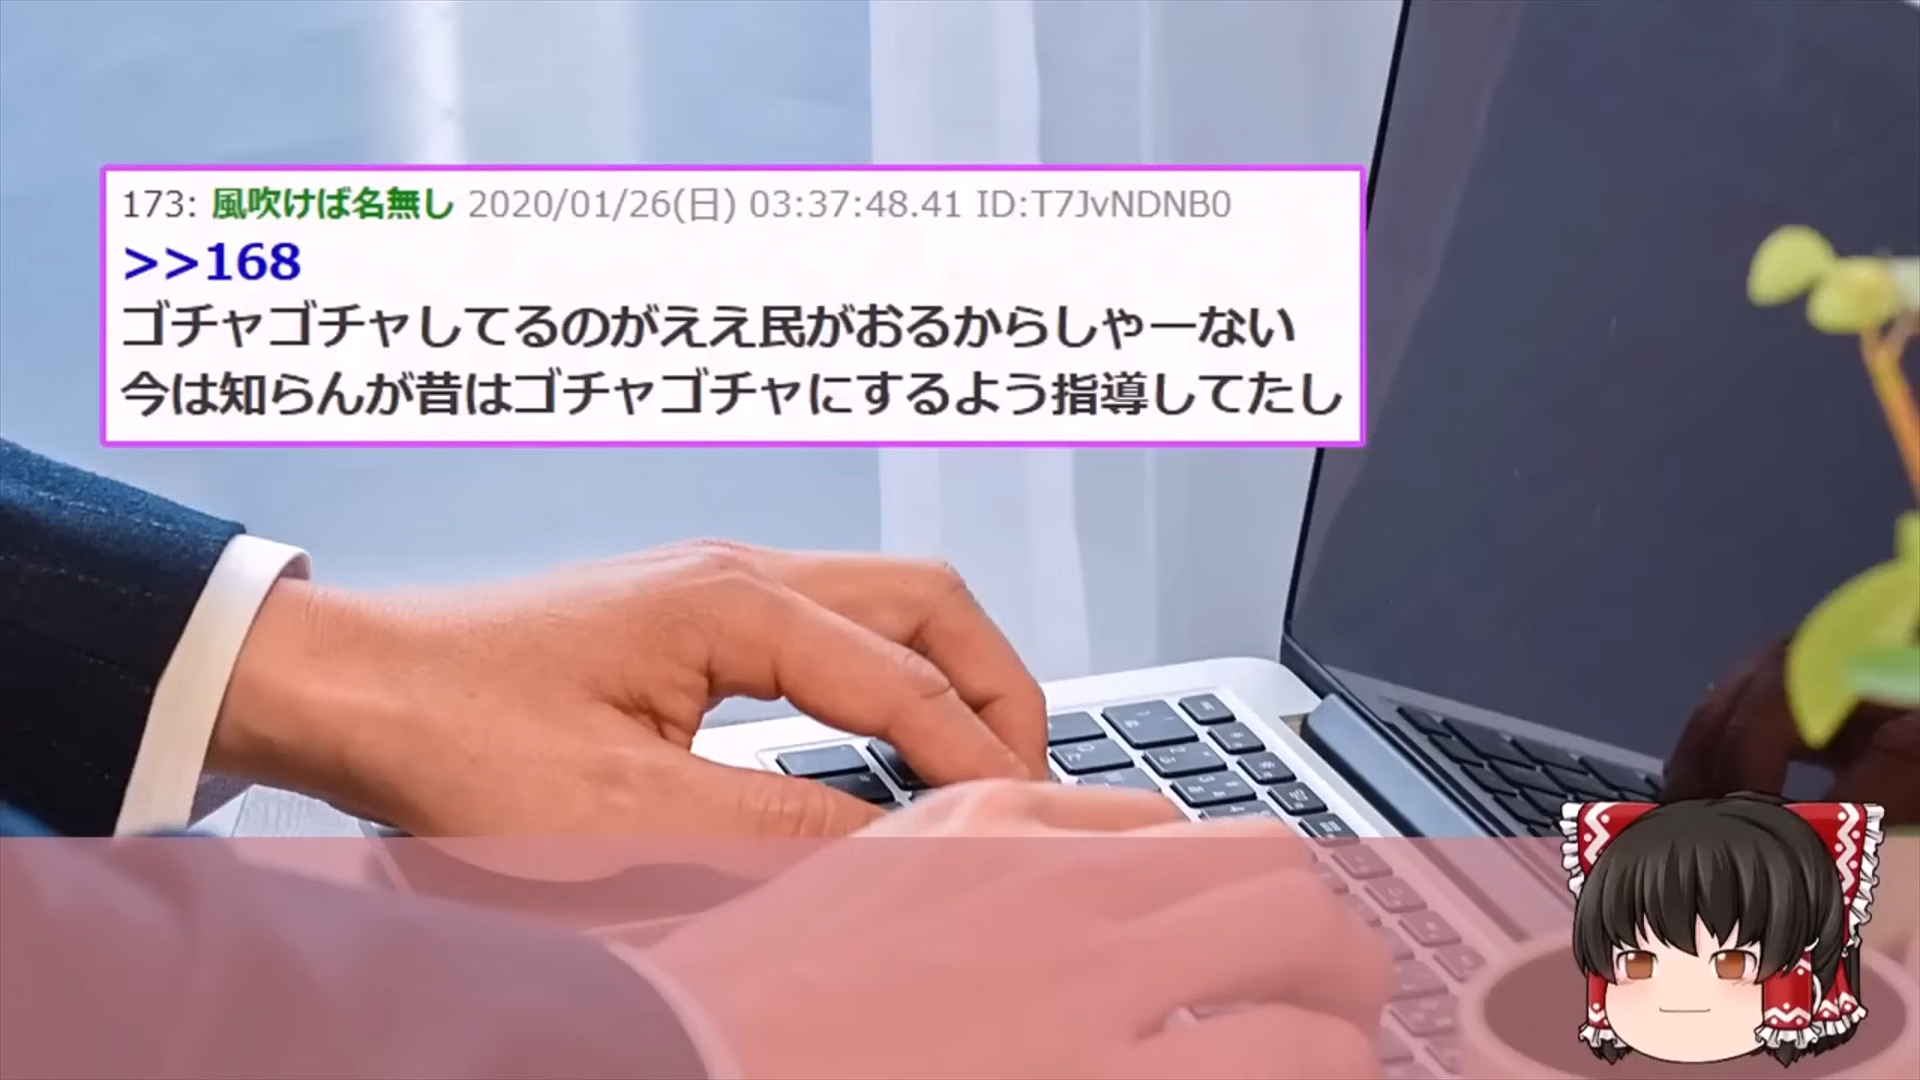 173: 風吹けば名無し 2020/01/26(日) 03:37:48.41 ID:T7JvNDNB0
>>168
ゴチャゴチャしてるのがええ民がおるからしゃーない
今は知らんが昔はゴチャゴチャにするよう指導してたし